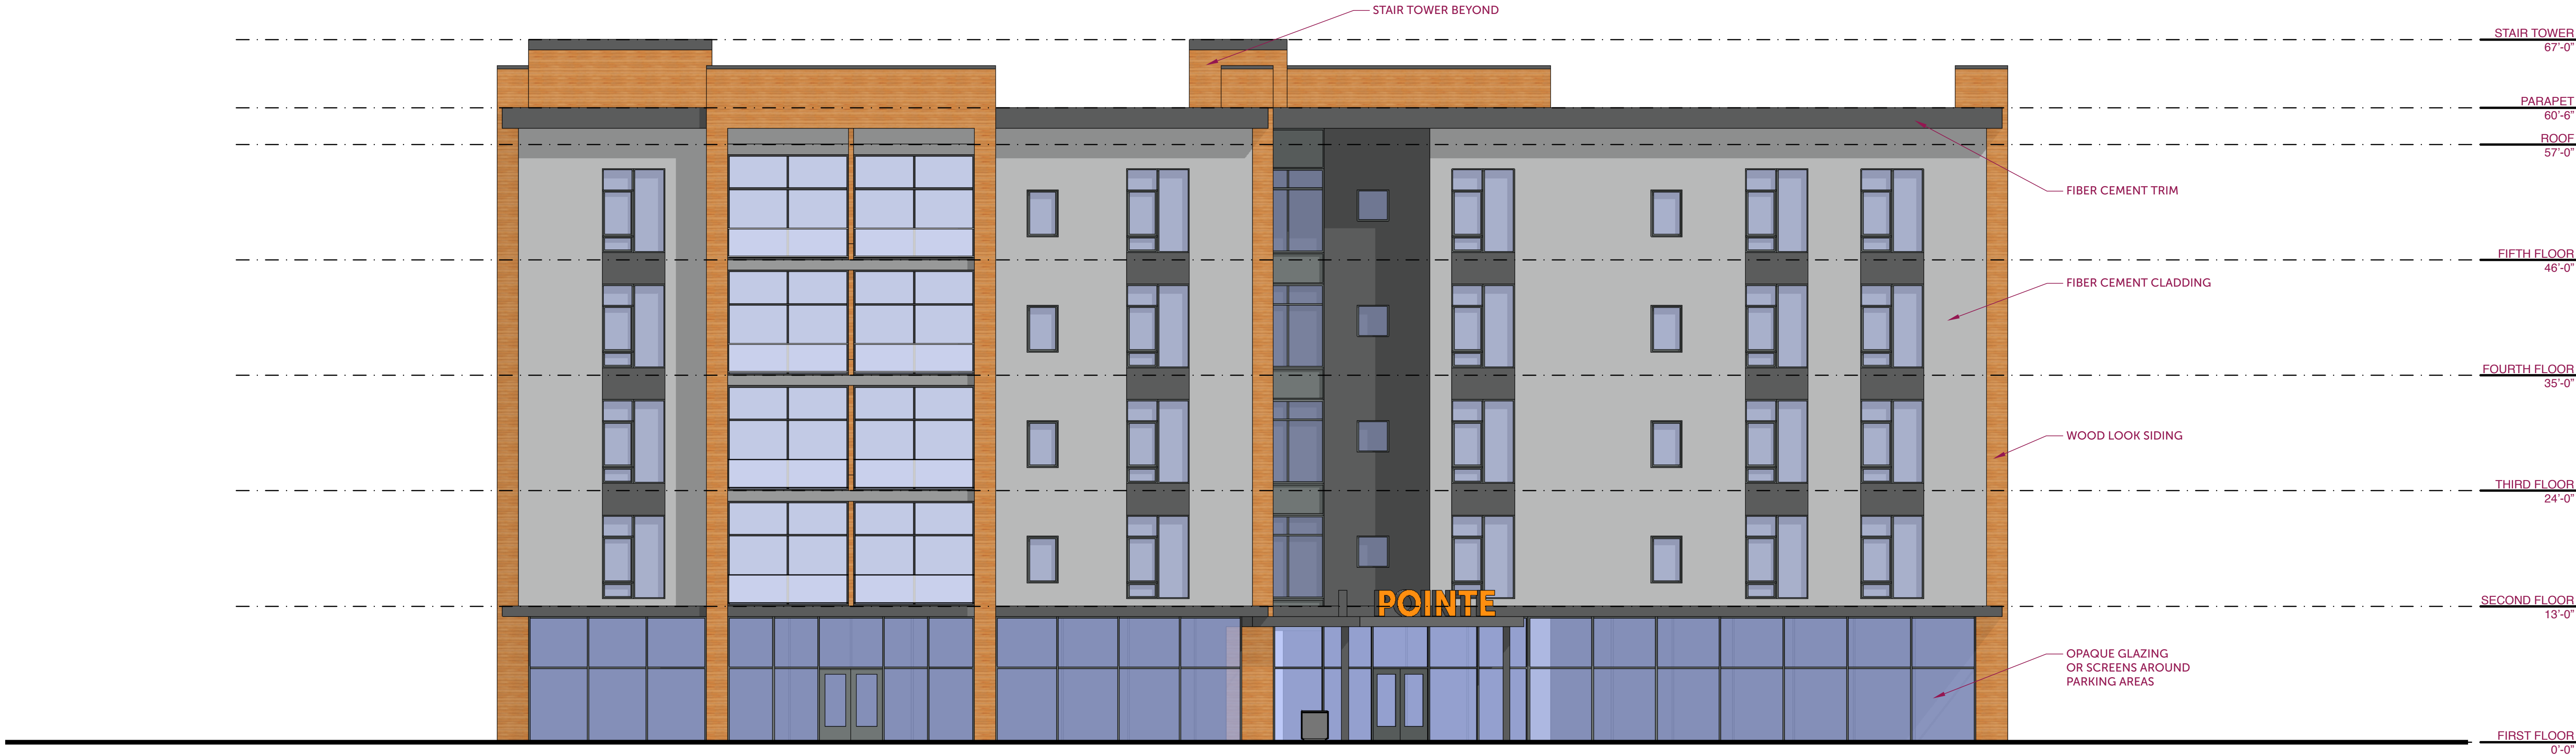 STAIR TOWER BEYOND
STAIR TOWER
67'-0"
PARAPET
60'-6"
ROOF
57'-0"
FIBER CEMENT TRIM
FIFTH FLOOR
46'-0"
FIBER CEMENT CLADDING
FOURTH FLOOR
35'-0"
WOOD LOOK SIDING
THIRD FLOOR
24'-0"
POINTE
SECOND FLOOR
13'-0"
OPAQUE GLAZING
OR SCREENS AROUND
PARKING AREAS
FIRST FLOOR
0'-0"